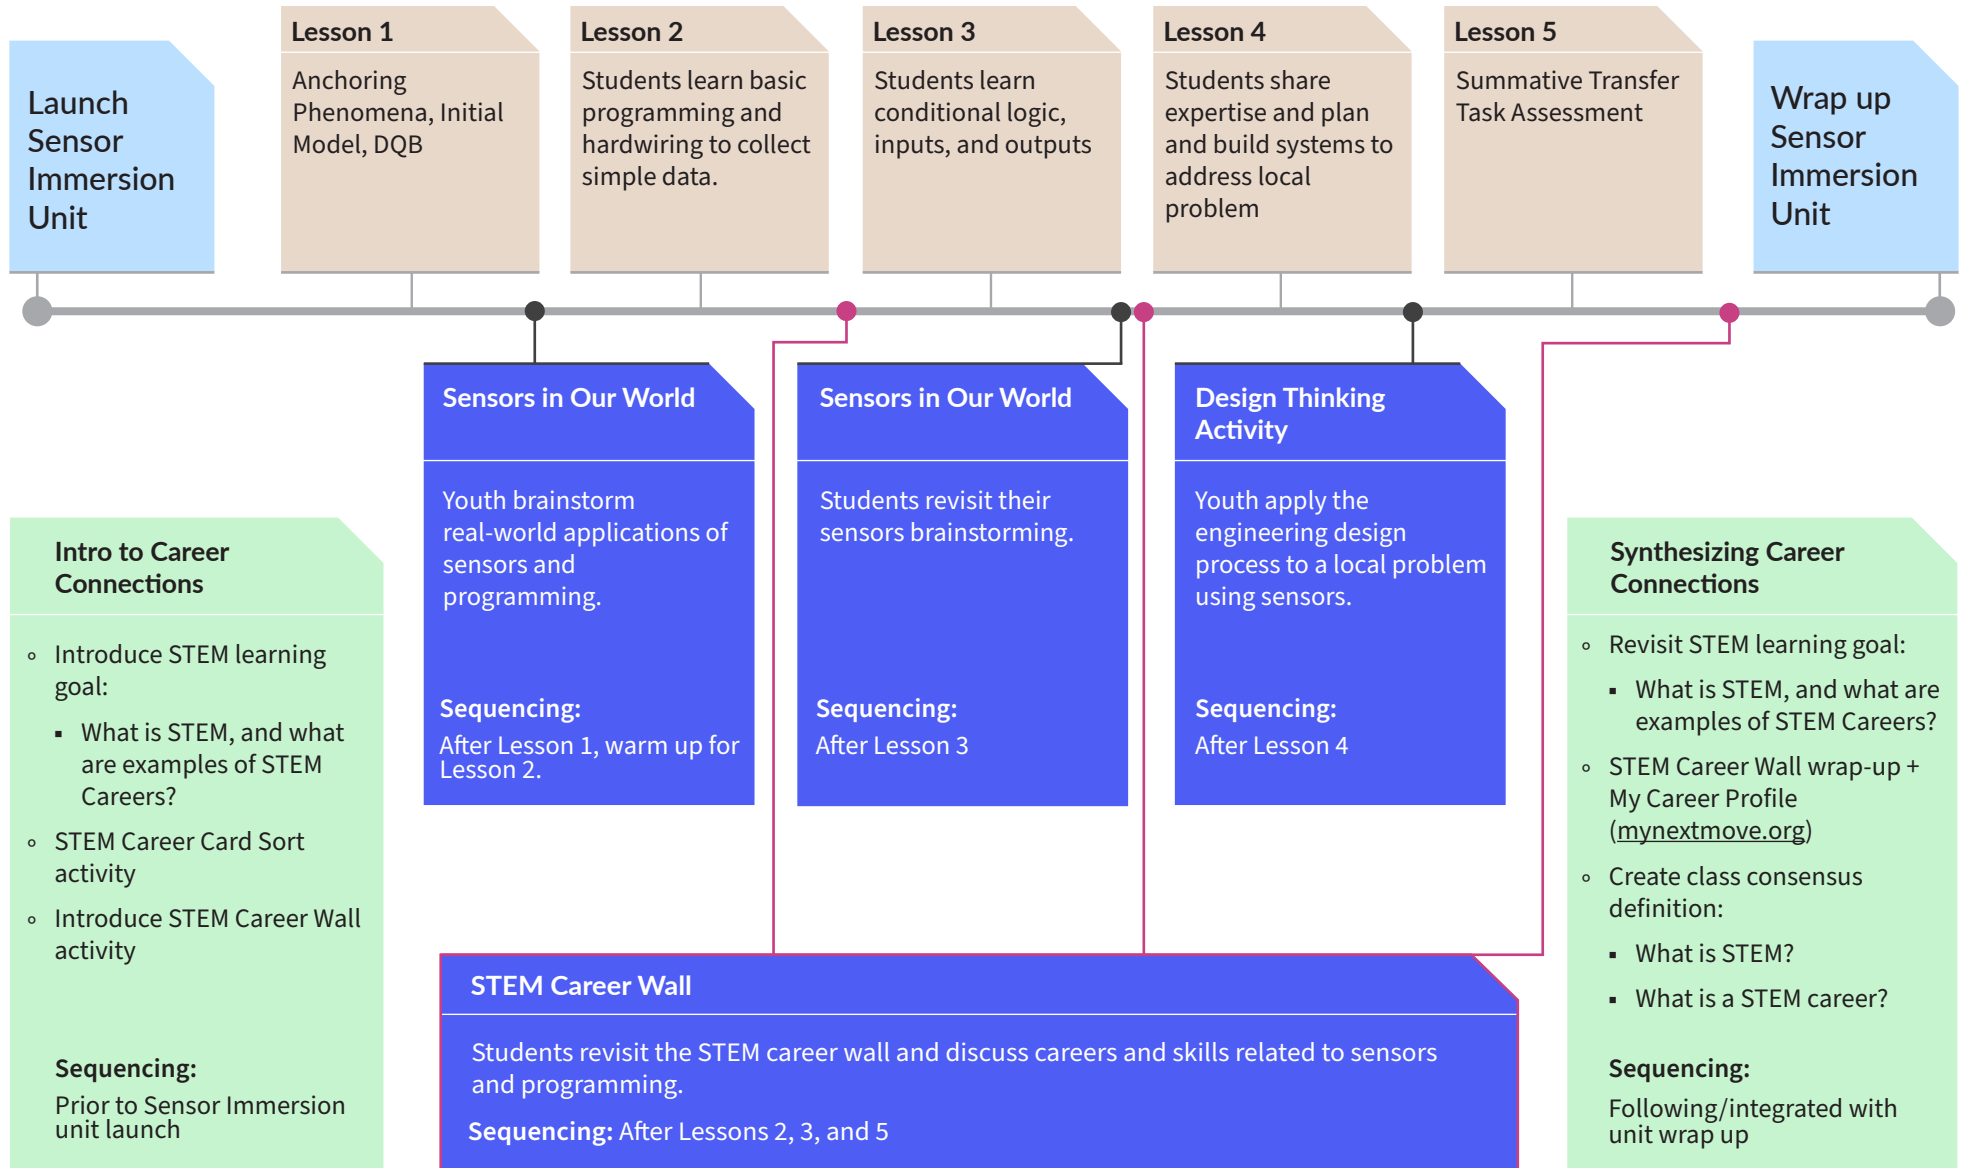 Launch
Sensor
Immersion
Unit
Lesson 1
Anchoring
Phenomena, Initial
Model, DQB
Lesson 2
Students learn basic
programming and
hardwiring to collect
simple data.
Lesson 3
Students learn
conditional logic,
inputs, and outputs
Lesson 4
Students share
expertise and plan
and build systems to
address local
problem
Lesson 5
Summative Transfer
Task Assessment
Wrap up
Sensor
Immersion
Unit
Sensors in Our World
Youth brainstorm
real-world applications of
sensors and
programming.
Sequencing:
After Lesson 1, warm up for
Lesson 2.
Sensors in Our World
Students revisit their
sensors brainstorming.
Sequencing:
After Lesson 3
Design Thinking
Activity
Youth apply the
engineering design
process to a local problem
using sensors.
Sequencing:
After Lesson 4
Intro to Career
Connections
◦ Introduce STEM learning
goal:
▪ What is STEM, and what
are examples of STEM
Careers?
◦ STEM Career Card Sort
activity
◦ Introduce STEM Career Wall
activity
Sequencing:
Prior to Sensor Immersion
unit launch
STEM Career Wall
Students revisit the STEM career wall and discuss careers and skills related to sensors
and programming.
Sequencing: After Lessons 2, 3, and 5
Synthesizing Career
Connections
◦ Revisit STEM learning goal:
▪ What is STEM, and what are
examples of STEM Careers?
◦ STEM Career Wall wrap-up +
My Career Profile
(mynextmove.org)
◦ Create class consensus
definition:
▪ What is STEM?
▪ What is a STEM career?
Sequencing:
Following/integrated with
unit wrap up